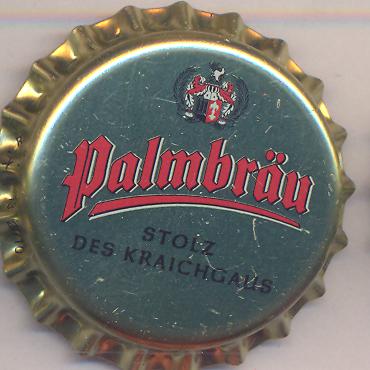 Palmbräu
STOLZ
DES KRAICHGAUS